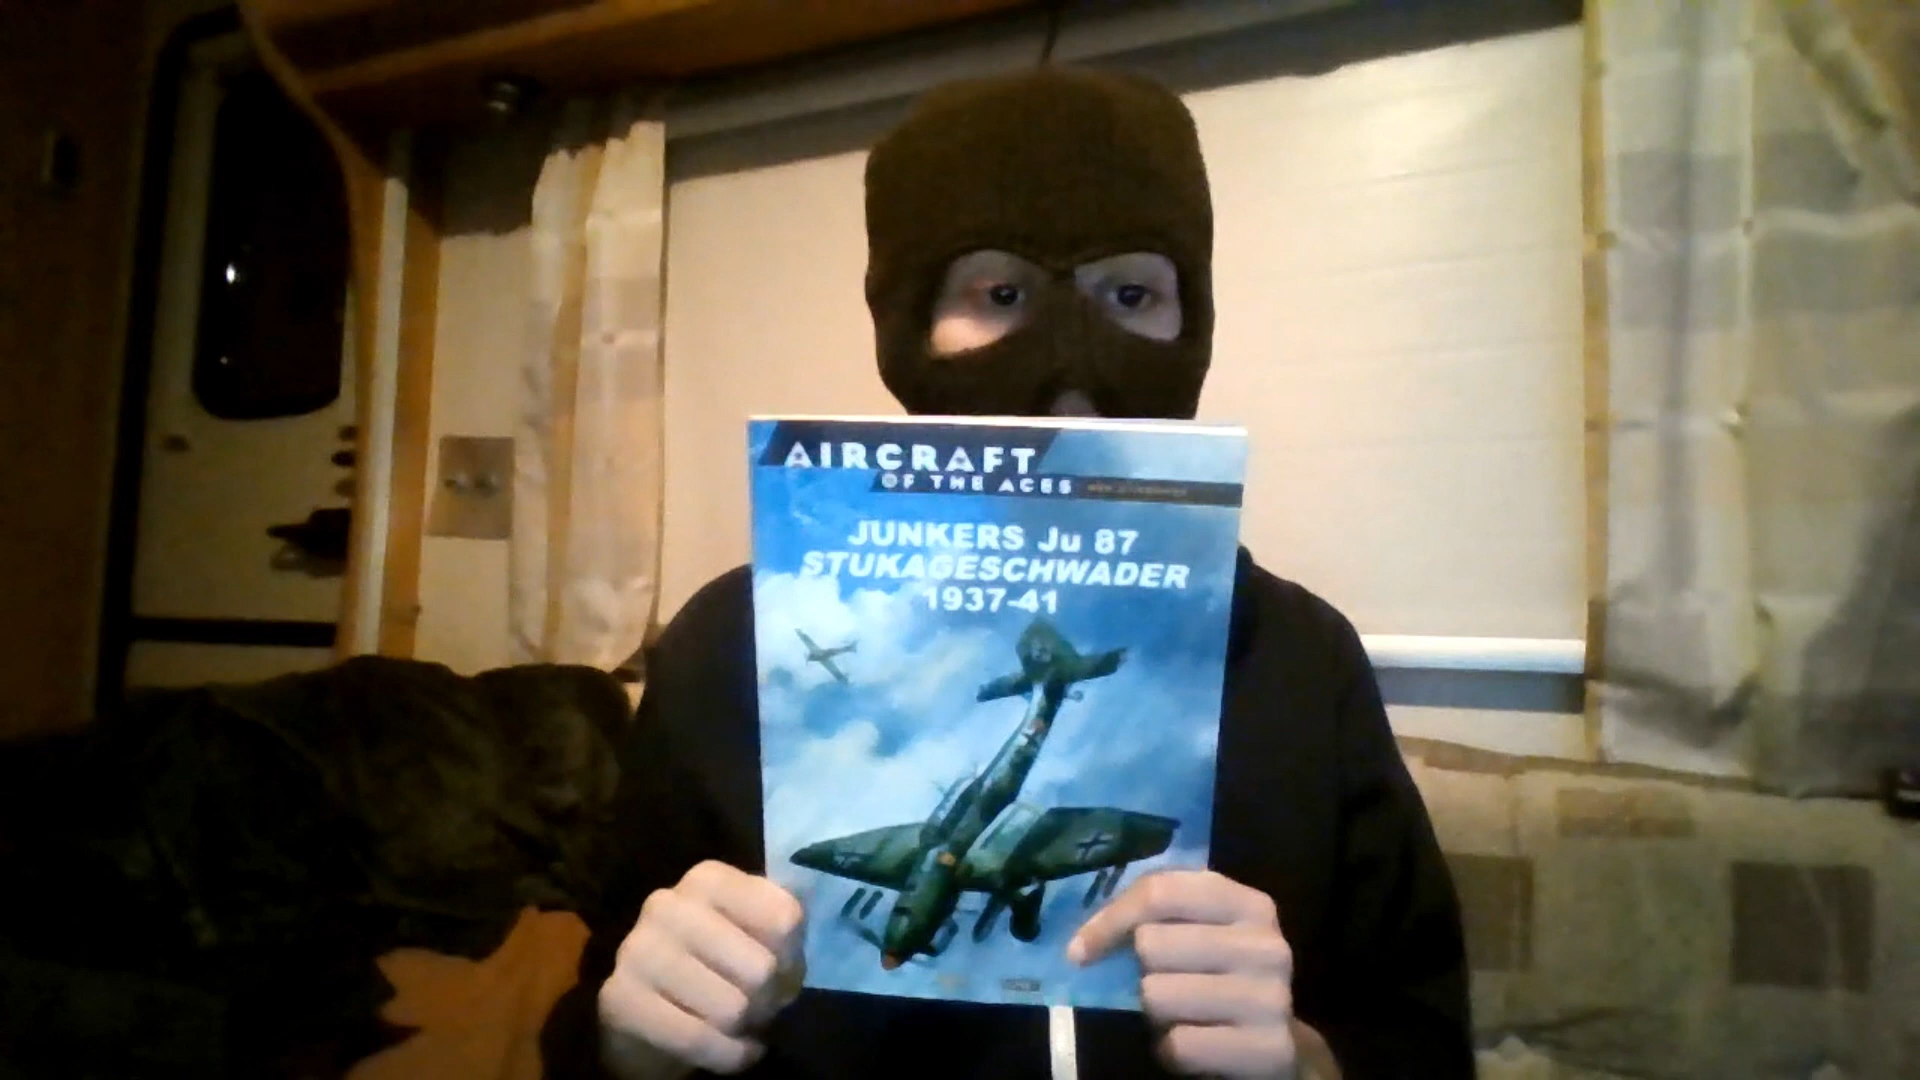 AIRCRAFT
OF THE ACES
JUNKERS Ju 87
STUKAGESCHWADER
1937-41